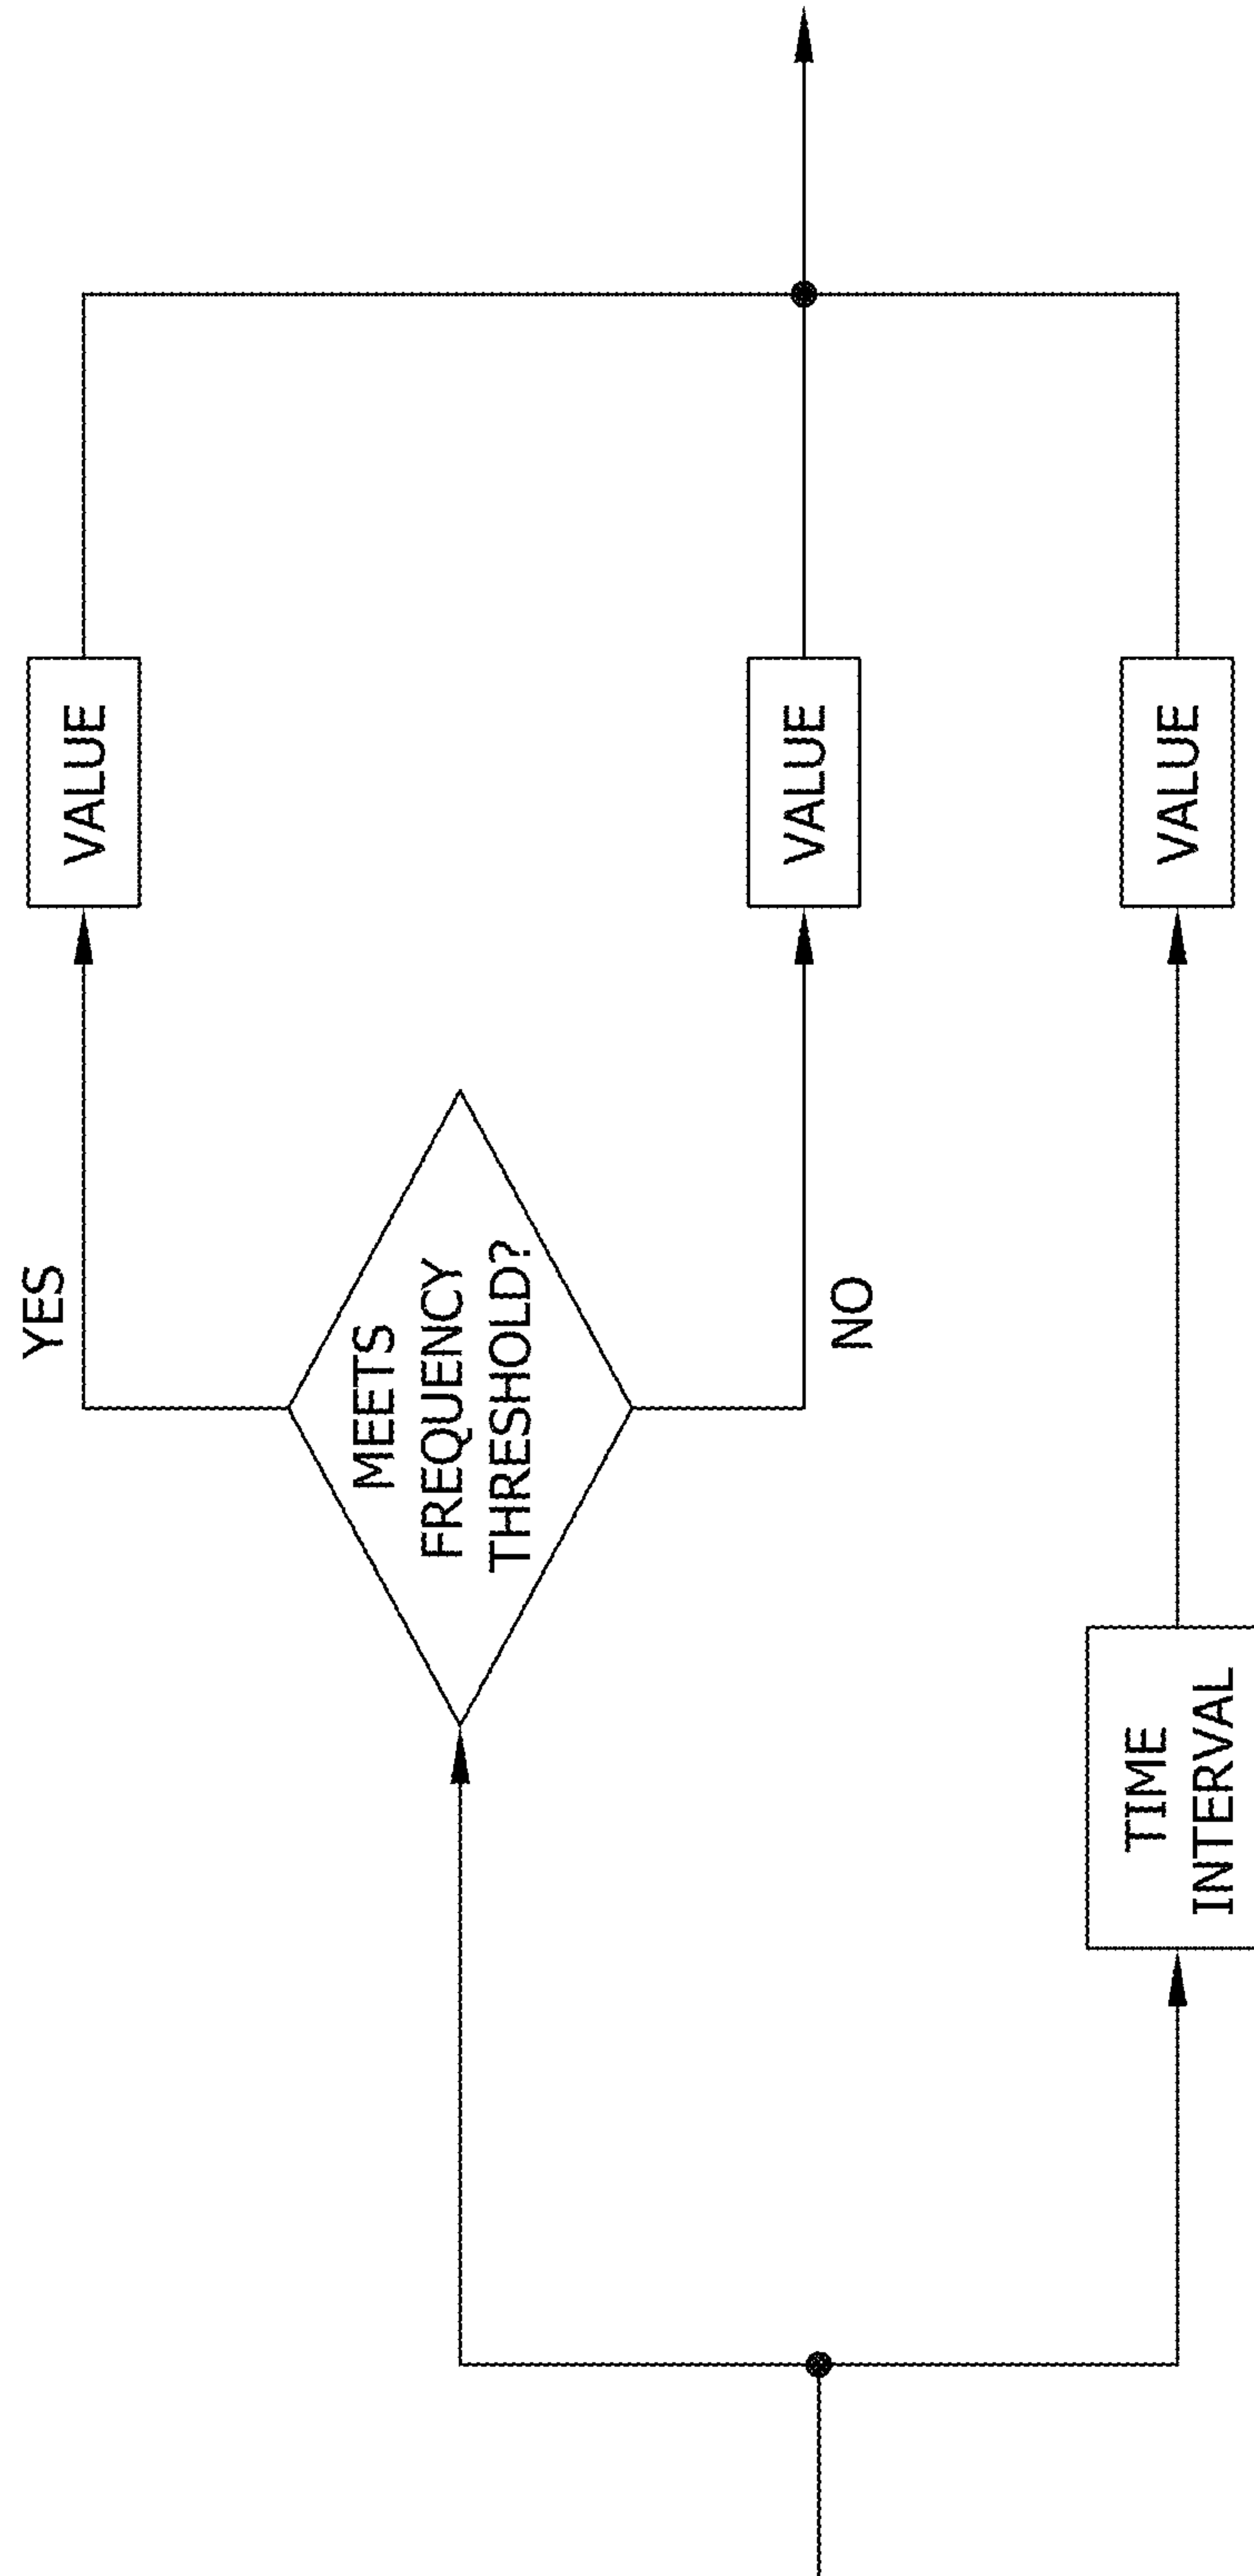 MEETS
FREQUENCY
THRESHOLD?
YES
VALUE
NO
VALUE
TIME
INTERVAL
VALUE